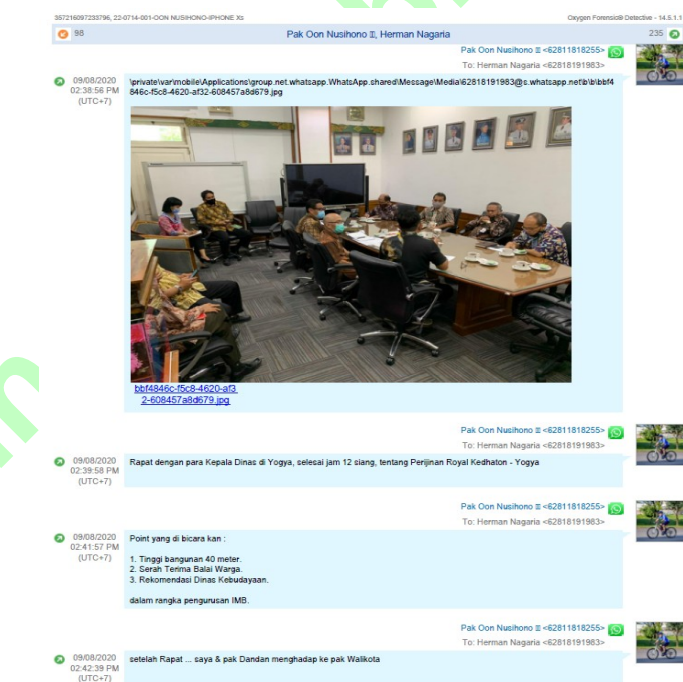 357216097233796, 22-0714-001-OON NUSIHONO-IPHONE Xs
Oxygen Forensic® Detective - 14.5.1.1
98
Pak Oon Nusihono, Herman Nagaria
235
Pak Oon Nusihono <62811818255>
To: Herman Nagaria <62818191983>
09/08/2020
02:38:56 PM
(UTC+7)
\private\var\mobile\Applications\group.net.whatsapp.WhatsApp.shared\Message\Media\62818191983@s.whatsapp.net\b\b\bbf4
846c-f5c8-4620-af32-608457a8d679.jpg
bbf4846c-f5c8-4620-af3
2-608457a8d679.jpg
Pak Oon Nusihono <62811818255>
To: Herman Nagaria <62818191983>
09/08/2020
02:39:58 PM
(UTC+7)
Rapat dengan para Kepala Dinas di Yogya, selesai jam 12 siang, tentang Perijinan Royal Kedhaton - Yogya
Pak Oon Nusihono <62811818255>
To: Herman Nagaria <62818191983>
09/08/2020
02:41:57 PM
(UTC+7)
Point yang di bicara kan :
1. Tinggi bangunan 40 meter.
2. Serah Terima Balai Warga.
3. Rekomendasi Dinas Kebudayaan.
dalam rangka pengurusan IMB.
Pak Oon Nusihono <62811818255>
To: Herman Nagaria <62818191983>
09/08/2020
02:42:39 PM
(UTC+7)
setelah Rapat ... saya & pak Dandan menghadap ke pak Walikota